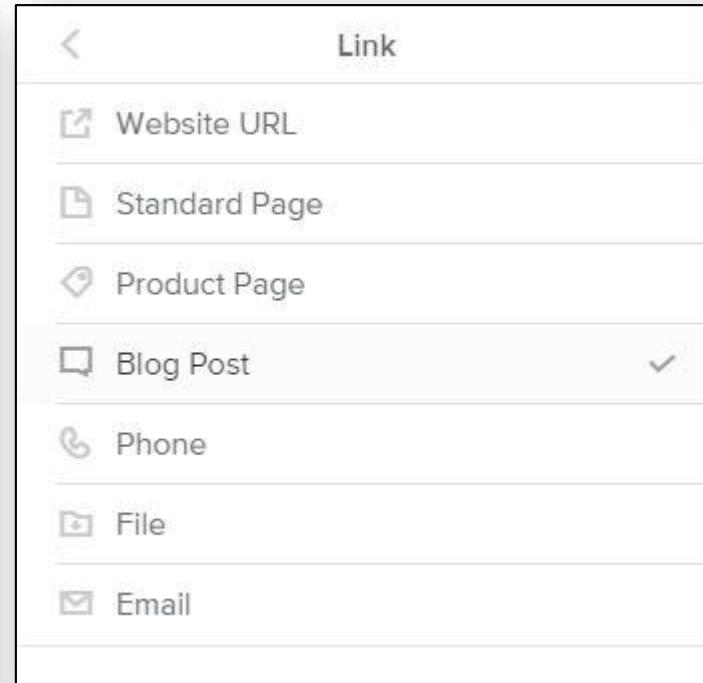 Link
Website URL
Standard Page
Product Page
Blog Post
Phone
File
Email